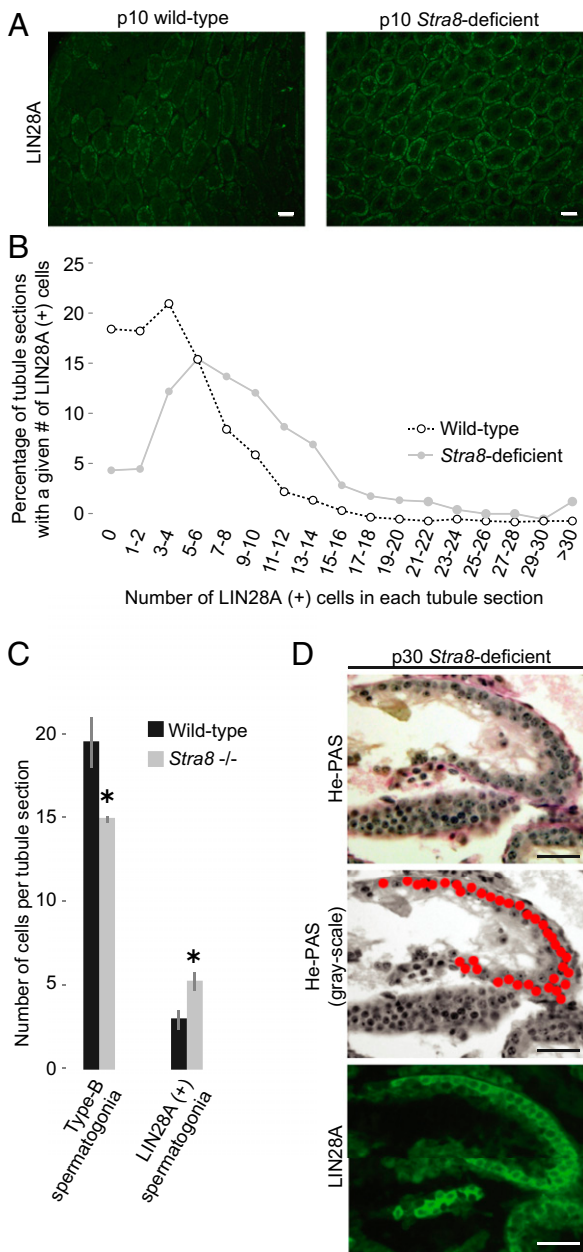 A
p10 wild-type
p10 Stra8-deficient
LIN28A
B
Percentage of tubule sections
with a given # of LIN28A (+) cells
25
20
15
10
5
0
Wild-type
Stra8-deficient
0
1-2
3-4
5-6
7-8
9-10
11-12
13-14
15-16
17-18
19-20
21-22
23-24
25-26
27-28
29-30
>30
Number of LIN28A (+) cells in each tubule section
C
Number of cells per tubule section
20
15
10
5
0
Wild-type
Stra8 -/-
*
*
Type-B
spermatogonia
LIN28A (+)
spermatogonia
D
p30 Stra8-deficient
He-PAS
He-PAS
(gray-scale)
LIN28A